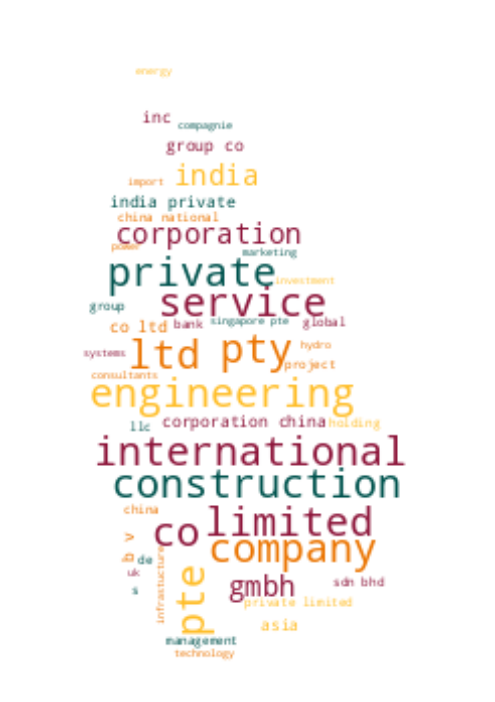 energy
inc
compagnie
group co
import
india
india private
china national
corporation
power
marketing
private
investment
group
service
co ltd
bank
singapore pte
global
systems
ltd
pty
hydro
project
consultants
engineering
llc
corporation china
holding
international
construction
china
co
limited
b v
de
company
uk
s
infrastucture
pte
gmbh
sdn bhd
private limited
asia
management
technology